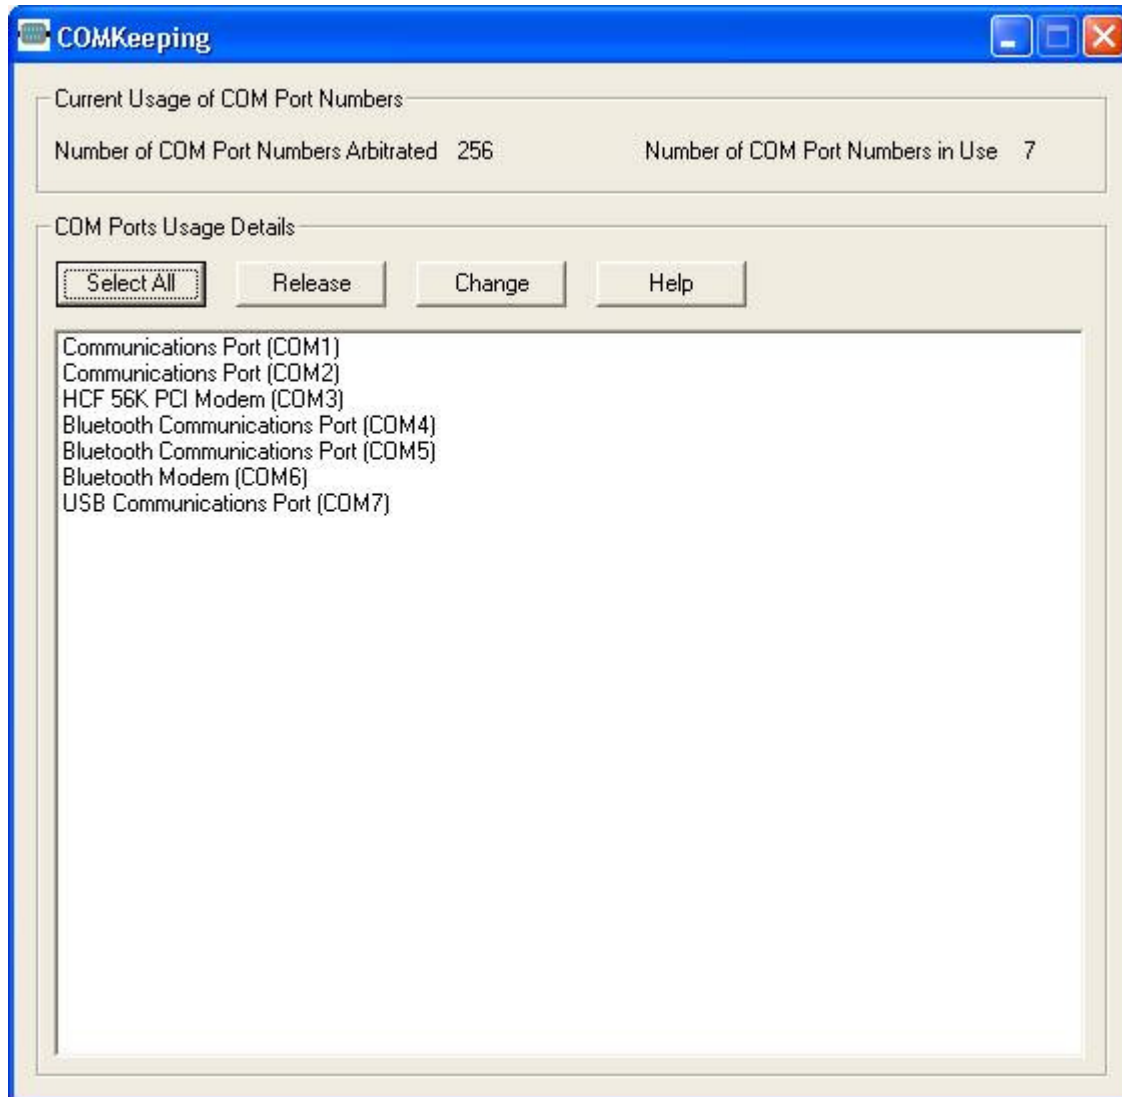 COMKeeping
Current Usage of COM Port Numbers
Number of COM Port Numbers Arbitrated 256 Number of COM Port Numbers in Use 7
COM Ports Usage Details
Select All Release Change Help
Communications Port (COM1)
Communications Port (COM2)
HCF 56K PCI Modem (COM3)
Bluetooth Communications Port (COM4)
Bluetooth Communications Port (COM5)
Bluetooth Modem (COM6)
USB Communications Port (COM7)